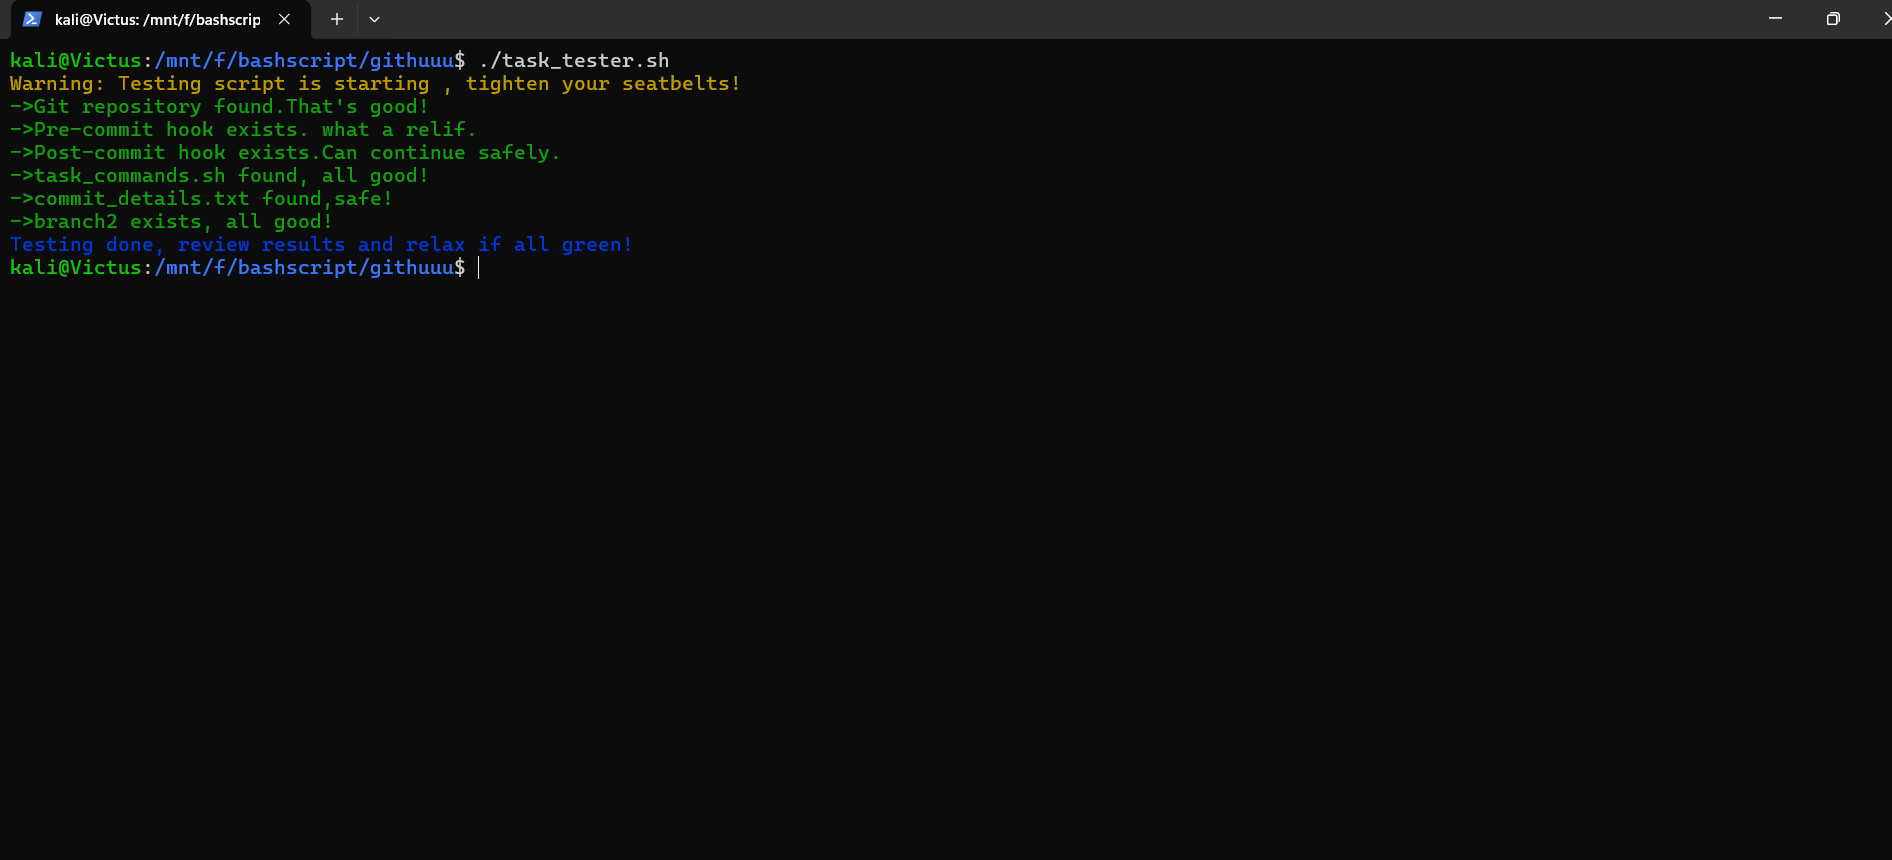 kali@Victus: /mnt/f/bashscrip
kali@Victus:/mnt/f/bashscript/githuuu$ ./task_tester.sh
Warning: Testing script is starting , tighten your seatbelts!
->Git repository found.That's good!
->Pre-commit hook exists. what a relif.
->Post-commit hook exists.Can continue safely.
->task_commands.sh found, all good!
->commit_details.txt found,safe!
->branch2 exists, all good!
Testing done, review results and relax if all green!
kali@Victus:/mnt/f/bashscript/githuuu$